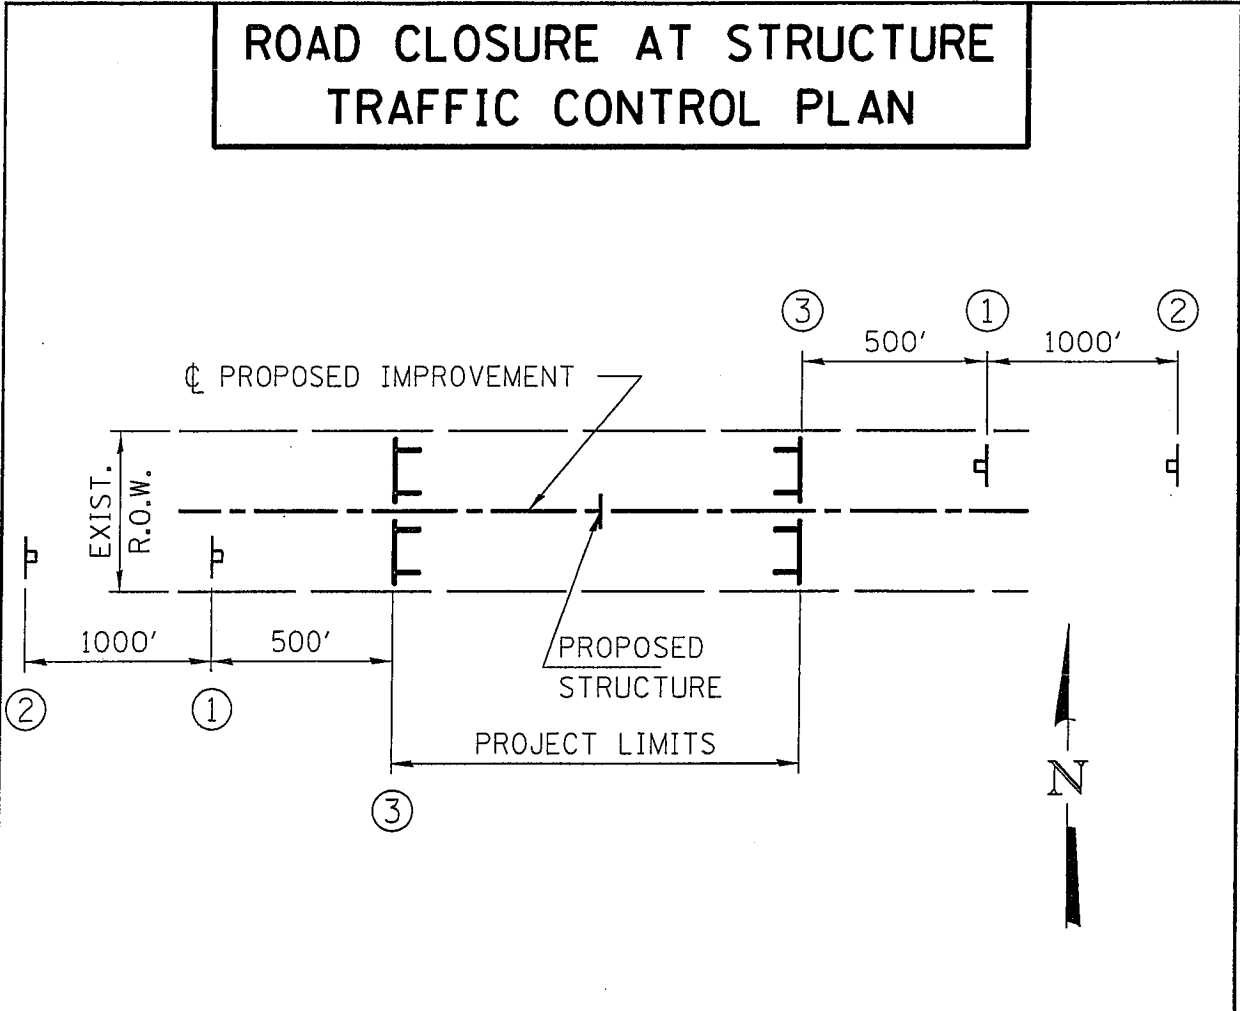 ROAD CLOSURE AT STRUCTURE
TRAFFIC CONTROL PLAN
3
1
2
500'
1000'
℄ PROPOSED IMPROVEMENT
EXIST.
R.O.W.
1000'
500'
PROPOSED
STRUCTURE
2
1
PROJECT LIMITS
3
N